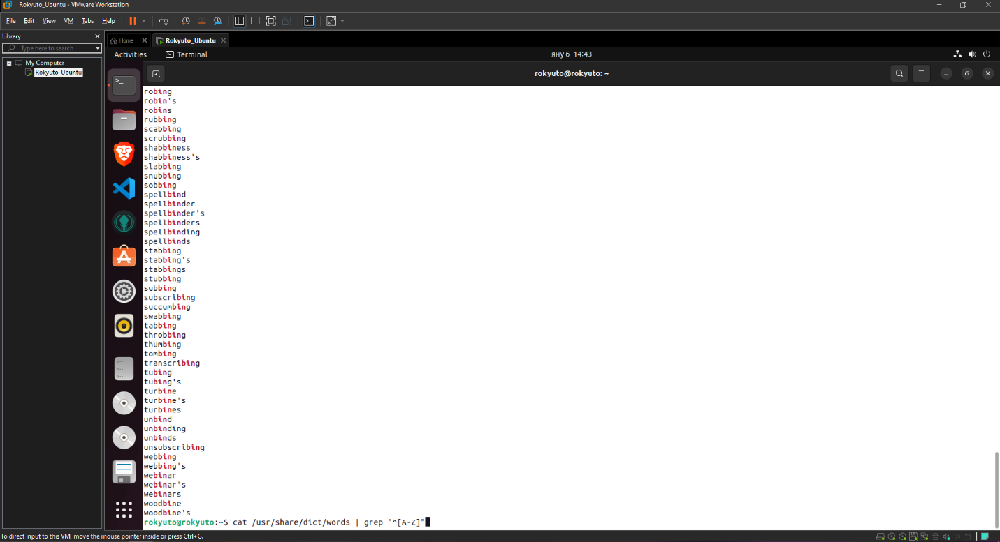 Rokyuto_Ubuntu - VMware Workstation
File Edit View VM Tabs Help
Library
Type here to search
My Computer
Rokyuto_Ubuntu
Home
Rokyuto_Ubuntu
Activities
Terminal
яну 6 14:43
rokyuto@rokyuto: ~
robing
robin's
robins
rubbing
scabbing
scrubbing
shabbiness
shabbiness's
slabbing
snubbing
sobbing
spellbind
spellbinder
spellbinder's
spellbinders
spellbinding
spellbinds
stabbing
stabbing's
stabbings
stubbing
subbing
subscribing
succumbing
swabbing
tabbing
throbbing
thumbing
tombing
transcribing
tubing
tubing's
turbine
turbine's
turbines
unbind
unbinding
unbinds
unsubscribing
webbing
webbing's
webinar
webinar's
webinars
woodbine
woodbine's
rokyuto@rokyuto:~$ cat /usr/share/dict/words | grep "^[A-Z]"
To direct input to this VM, move the mouse pointer inside or press Ctrl+G.